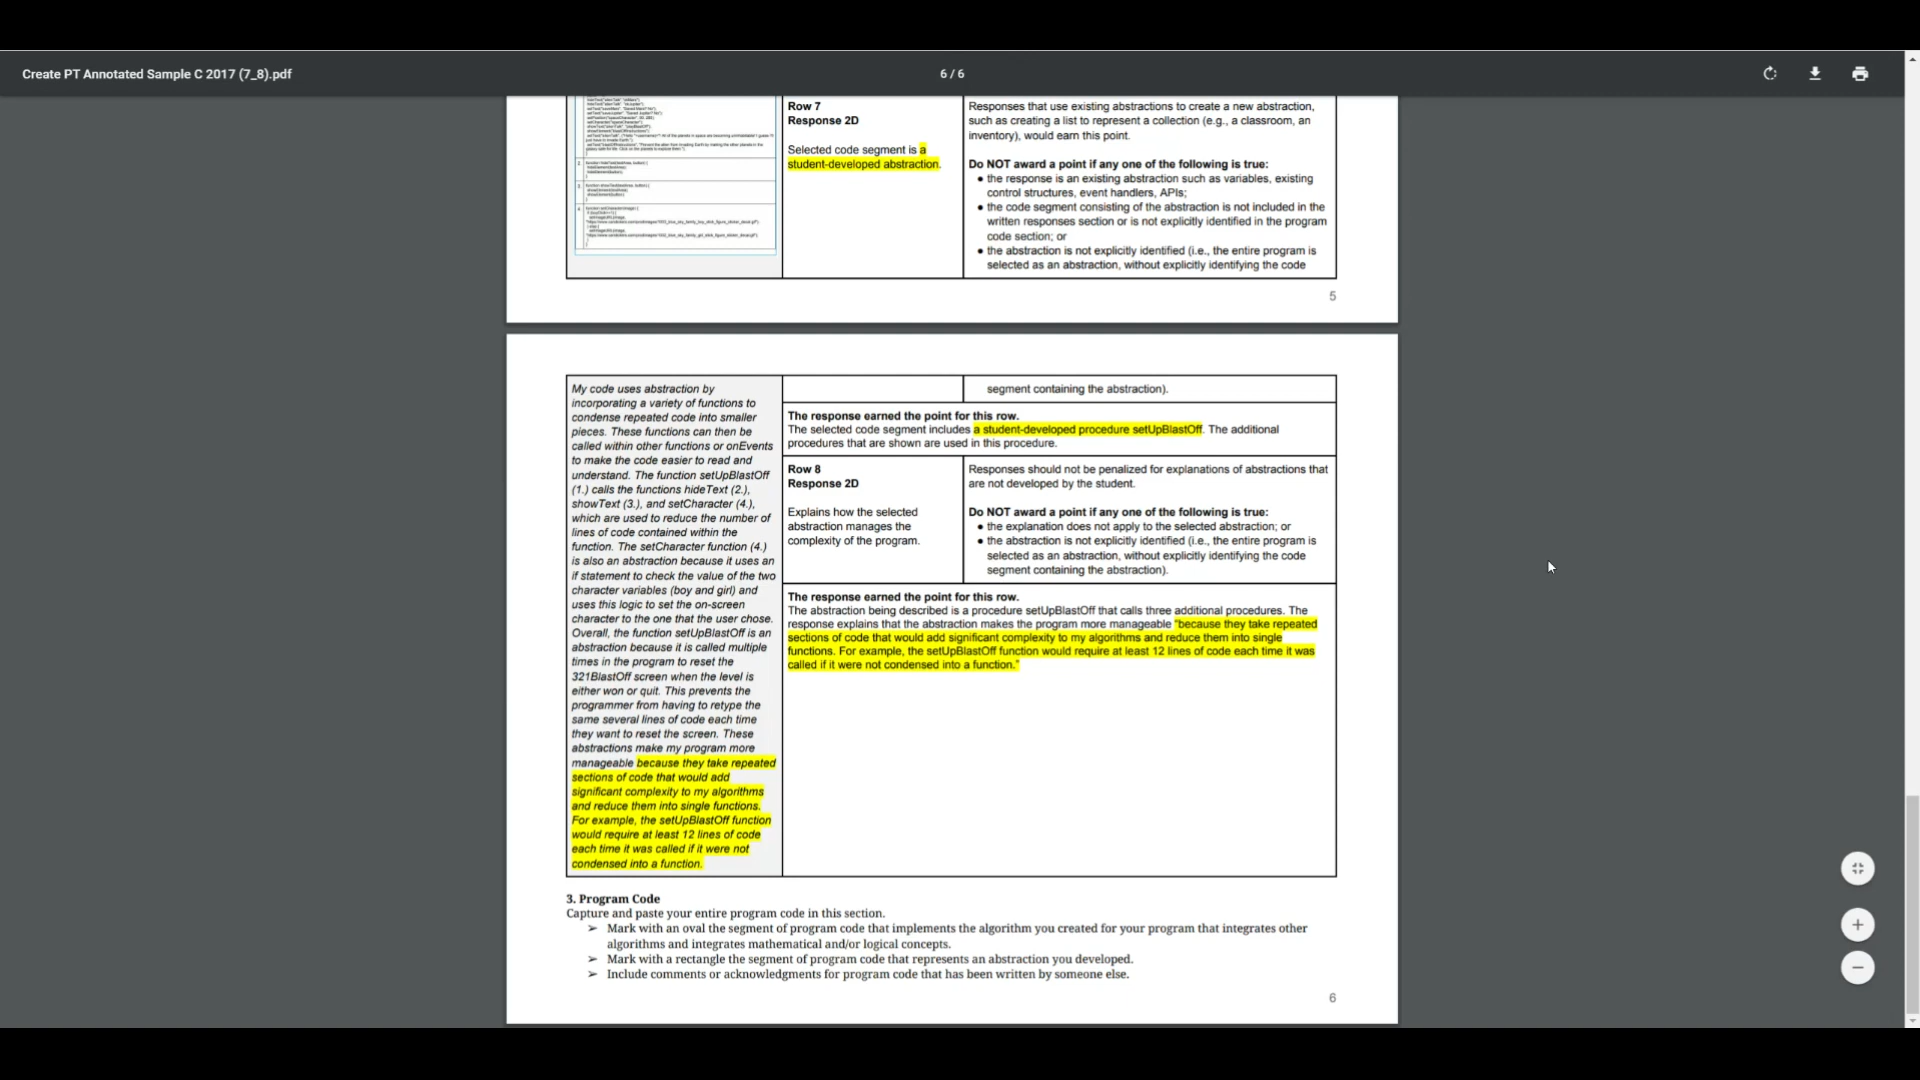 Create PT Annotated Sample C 2017 (7_8).pdf
6 / 6
Row 7
Response 2D
Selected code segment is a
student-developed abstraction.
Responses that use existing abstractions to create a new abstraction,
such as creating a list to represent a collection (e.g., a classroom, an
inventory), would earn this point.
Do NOT award a point if any one of the following is true:
● the response is an existing abstraction such as variables, existing
control structures, event handlers, APIs;
● the code segment consisting of the abstraction is not included in the
written responses section or is not explicitly identified in the program
code section; or
● the abstraction is not explicitly identified (i.e., the entire program is
selected as an abstraction, without explicitly identifying the code
5
My code uses abstraction by
incorporating a variety of functions to
condense repeated code into smaller
pieces. These functions can then be
called within other functions or onEvents
to make the code easier to read and
understand. The function setUpBlastOff
(1.) calls the functions hideText (2.),
showText (3.), and setCharacter (4.),
which are used to reduce the number of
lines of code contained within the
function. The setCharacter function (4.)
is also an abstraction because it uses an
if statement to check the value of the two
character variables (boy and girl) and
uses this logic to set the on-screen
character to the one that the user chose.
Overall, the function setUpBlastOff is an
abstraction because it is called multiple
times in the program to reset the
321BlastOff screen when the level is
either won or quit. This prevents the
programmer from having to retype the
same several lines of code each time
they want to reset the screen. These
abstractions make my program more
manageable because they take repeated
sections of code that would add
significant complexity to my algorithms
and reduce them into single functions.
For example, the setUpBlastOff function
would require at least 12 lines of code
each time it was called if it were not
condensed into a function.
segment containing the abstraction).
The response earned the point for this row.
The selected code segment includes a student-developed procedure setUpBlastOff. The additional
procedures that are shown are used in this procedure.
Row 8
Response 2D
Explains how the selected
abstraction manages the
complexity of the program.
Responses should not be penalized for explanations of abstractions that
are not developed by the student.
Do NOT award a point if any one of the following is true:
● the explanation does not apply to the selected abstraction; or
● the abstraction is not explicitly identified (i.e., the entire program is
selected as an abstraction, without explicitly identifying the code
segment containing the abstraction).
The response earned the point for this row.
The abstraction being described is a procedure setUpBlastOff that calls three additional procedures. The
response explains that the abstraction makes the program more manageable "because they take repeated
sections of code that would add significant complexity to my algorithms and reduce them into single
functions. For example, the setUpBlastOff function would require at least 12 lines of code each time it was
called if it were not condensed into a function."
3. Program Code
Capture and paste your entire program code in this section.
➢ Mark with an oval the segment of program code that implements the algorithm you created for your program that integrates other
algorithms and integrates mathematical and/or logical concepts.
➢ Mark with a rectangle the segment of program code that represents an abstraction you developed.
➢ Include comments or acknowledgments for program code that has been written by someone else.
6